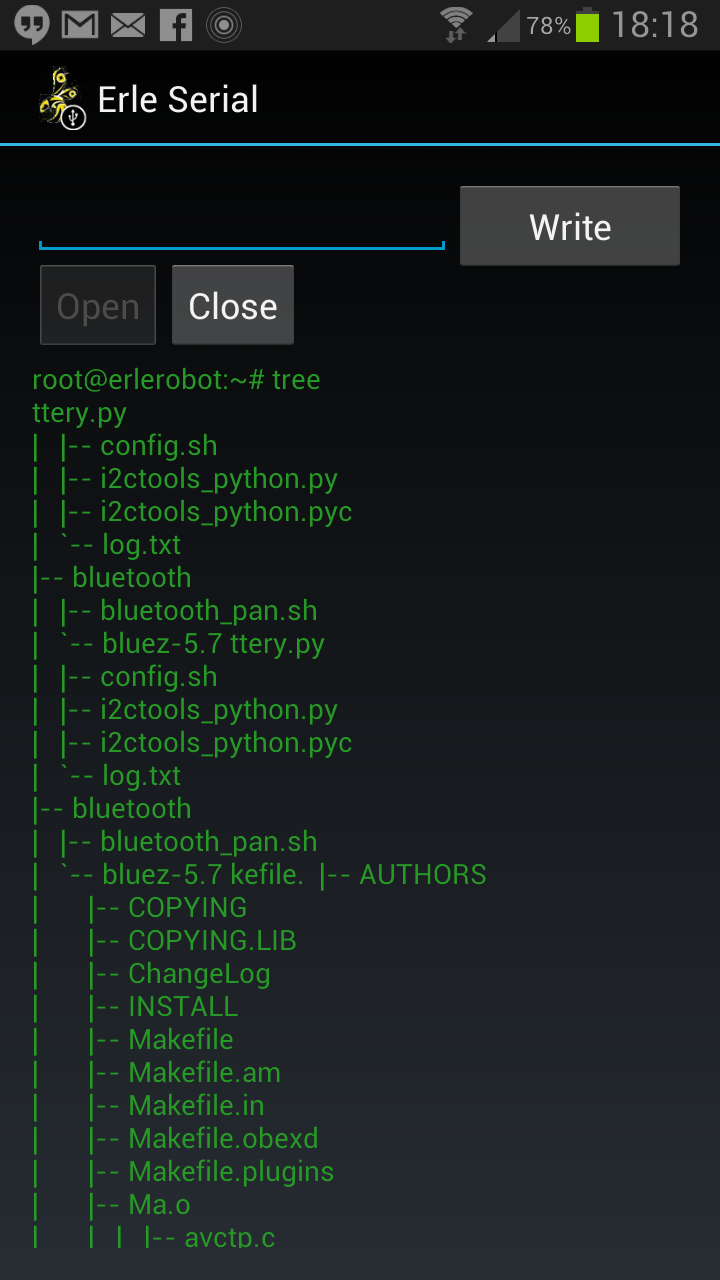 78% 18:18
Erle Serial
Write
Open Close
root@erlerobot:~# tree
ttery.py
|   |-- config.sh
|   |-- i2ctools_python.py
|   |-- i2ctools_python.pyc
|   `-- log.txt
|-- bluetooth
|   |-- bluetooth_pan.sh
|   `-- bluez-5.7 ttery.py
|   |-- config.sh
|   |-- i2ctools_python.py
|   |-- i2ctools_python.pyc
|   `-- log.txt
|-- bluetooth
|   |-- bluetooth_pan.sh
|   `-- bluez-5.7 kefile.  |-- AUTHORS
|       |-- COPYING
|       |-- COPYING.LIB
|       |-- ChangeLog
|       |-- INSTALL
|       |-- Makefile
|       |-- Makefile.am
|       |-- Makefile.in
|       |-- Makefile.obexd
|       |-- Makefile.plugins
|       |-- Ma.o
|       |   |   |-- avctp.c